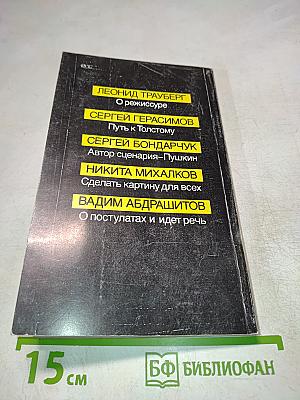 ЛЕОНИД ТРАУБЕРГ
О режиссуре
СЕРГЕЙ ГЕРАСИМОВ
Путь к Толстому
СЕРГЕЙ БОНДАРЧУК
Автор сценария–Пушкин
НИКИТА МИХАЛКОВ
Сделать картину для всех
ВАДИМ АБДРАШИТОВ
О постулатах и идет речь
15 см
БФ БИБЛИОФАН